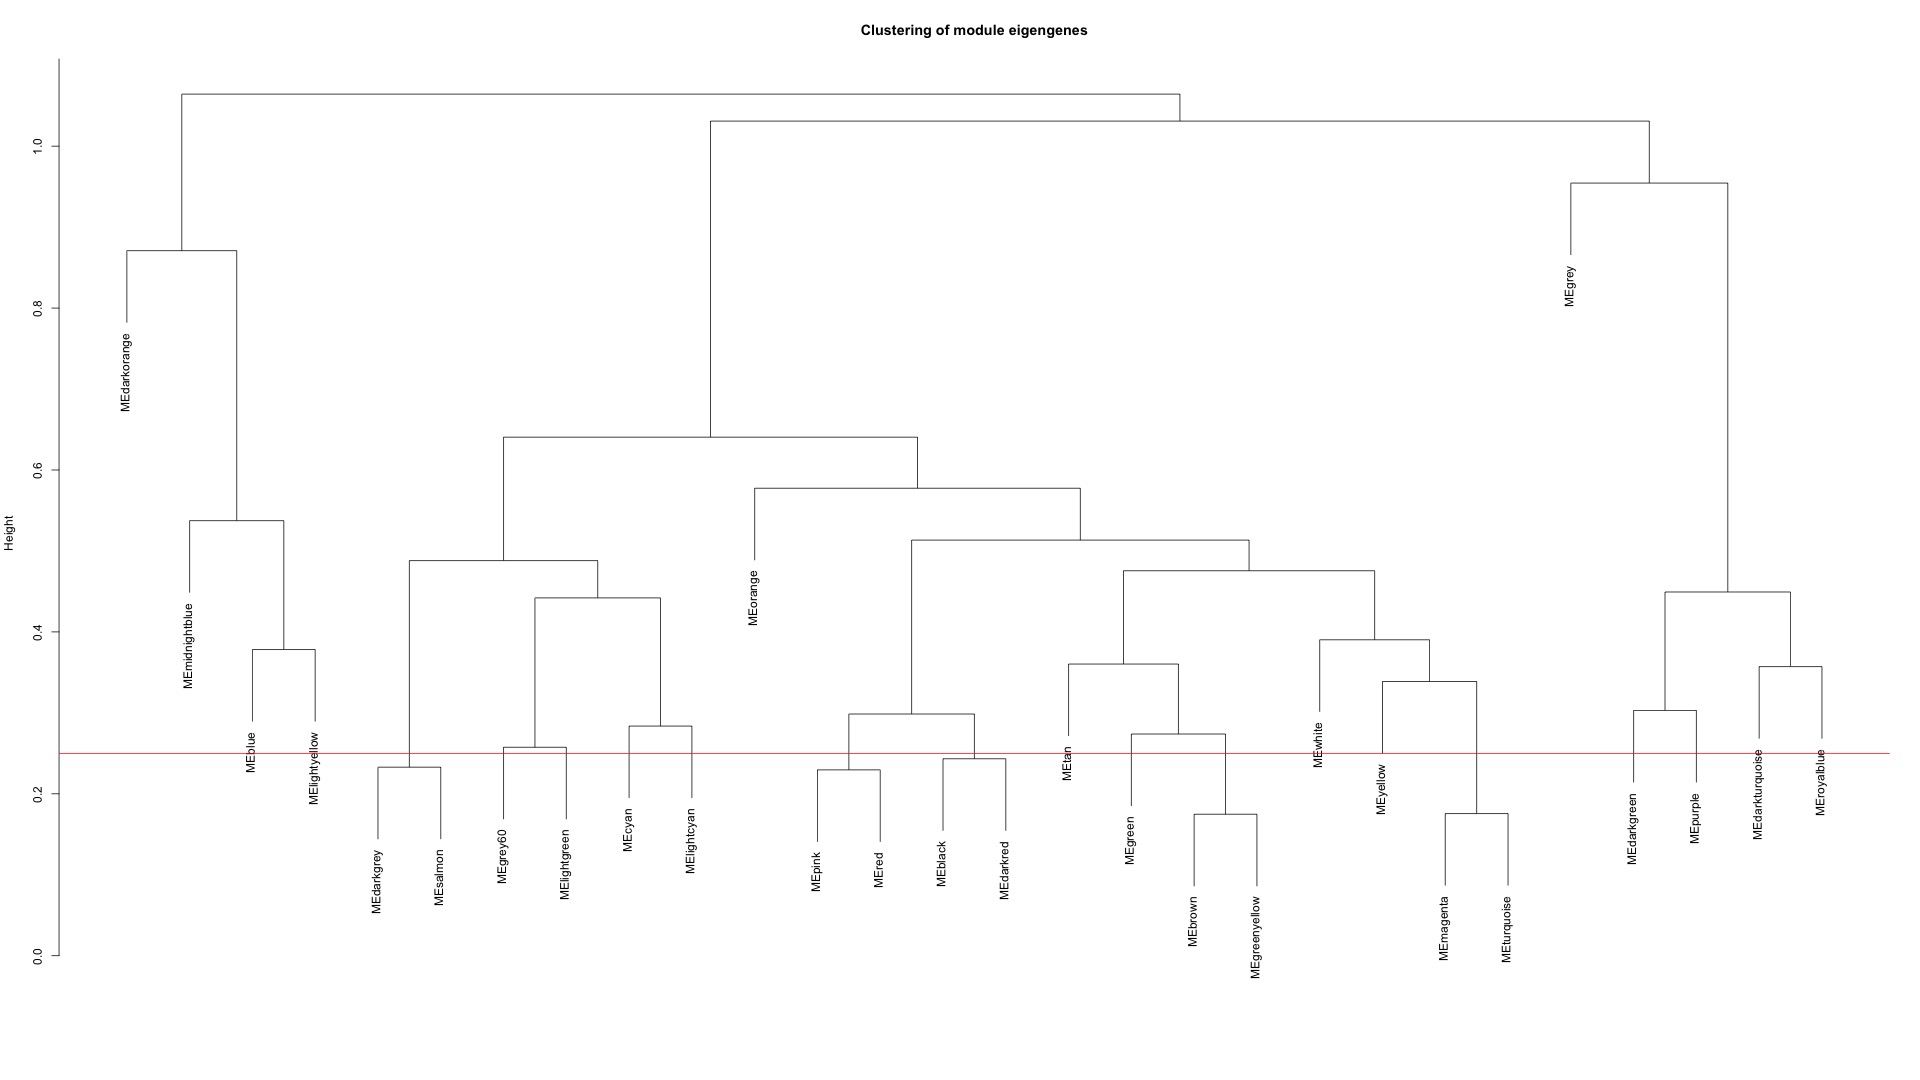 Clustering of module eigengenes
Height
0.0
0.2
0.4
0.6
0.8
1.0
MEdarkorange
MEmidnightblue
MEblue
MElightyellow
MEdarkgrey
MEsalmon
MEgrey60
MElightgreen
MEcyan
MElightcyan
MEorange
MEpink
MEred
MEblack
MEdarkred
MEtan
MEgreen
MEbrown
MEgreenyellow
MEwhite
MEyellow
MEmagenta
MEturquoise
MEgrey
MEdarkgreen
MEpurple
MEdarkturquoise
MEroyalblue